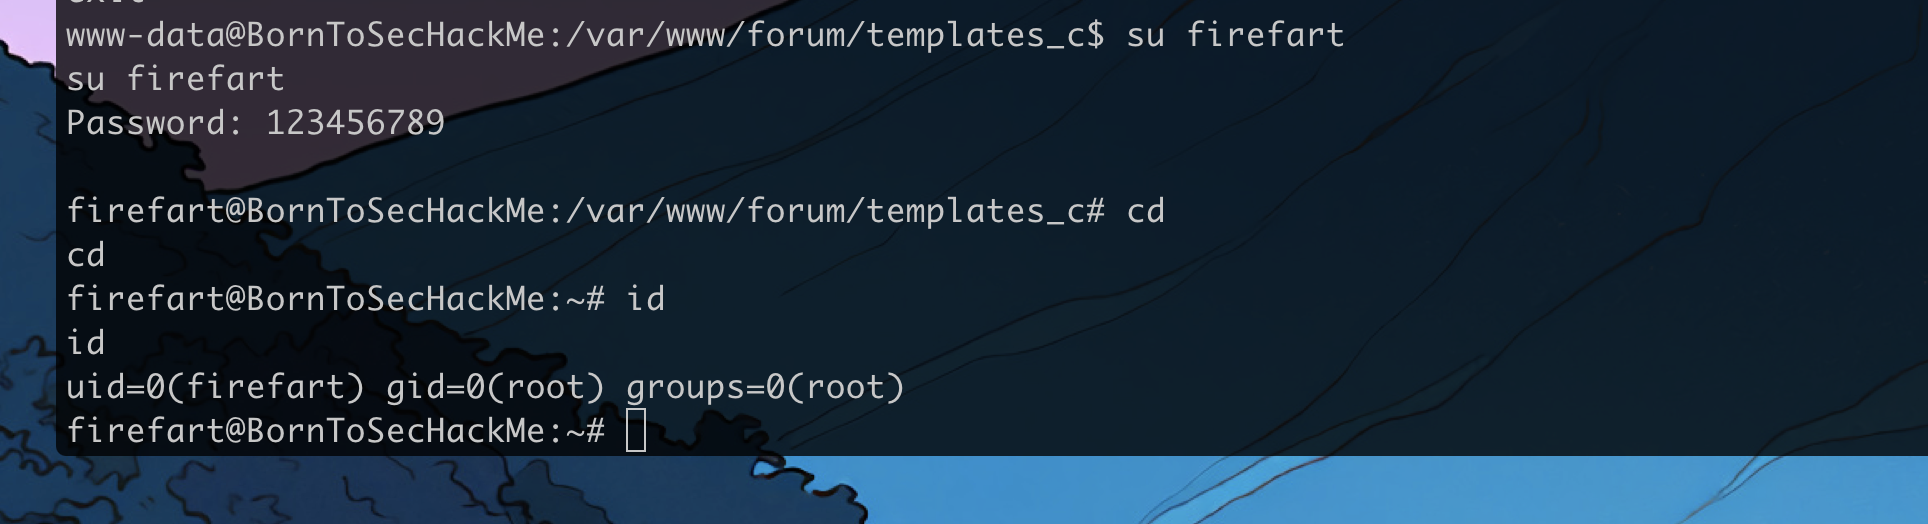 www-data@BornToSecHackMe:/var/www/forum/templates_c$ su firefart
su firefart
Password: 123456789
firefart@BornToSecHackMe:/var/www/forum/templates_c# cd
cd
firefart@BornToSecHackMe:~# id
id
uid=0(firefart) gid=0(root) groups=0(root)
firefart@BornToSecHackMe:~#